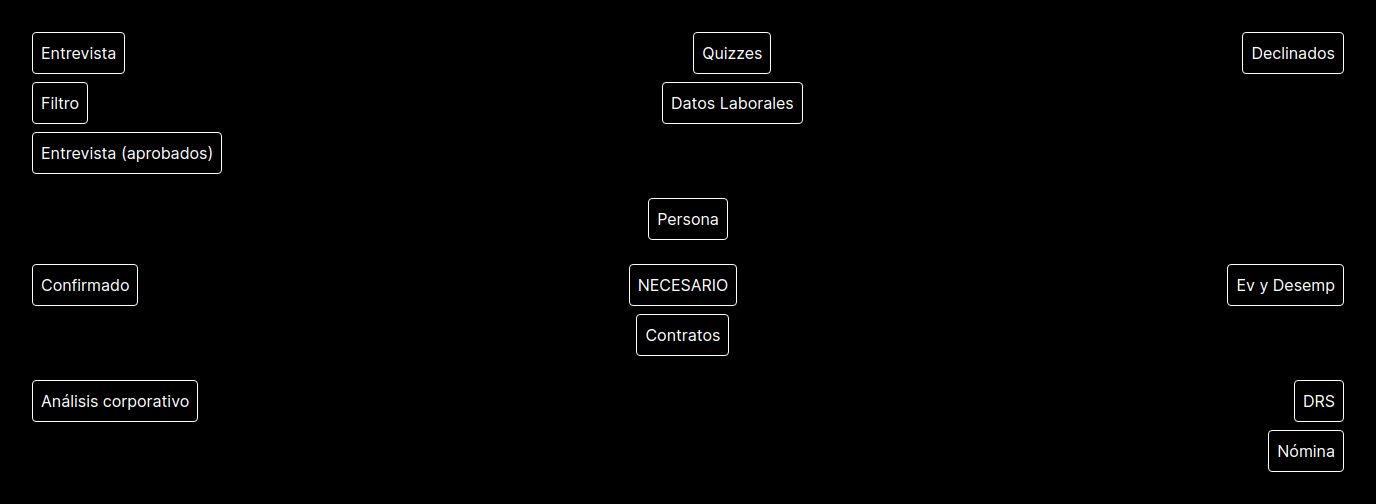 Entrevista
Quizzes
Declinados
Filtro
Datos Laborales
Entrevista (aprobados)
Persona
Confirmado
NECESARIO
Ev y Desemp
Contratos
Análisis corporativo
DRS
Nómina